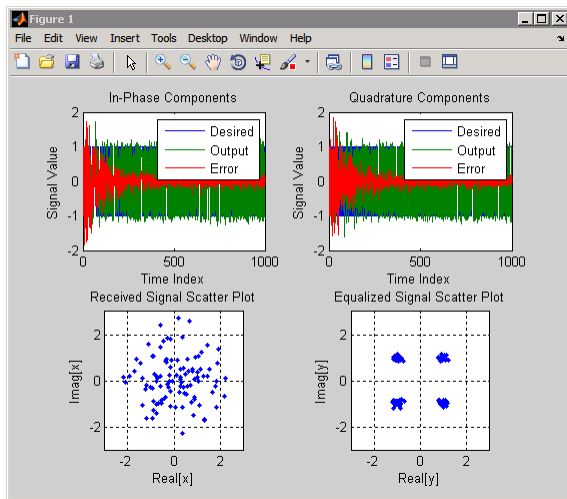 Figure 1
File Edit View Insert Tools Desktop Window Help
In-Phase Components
Quadrature Components
2
1
0
-1
-2
Signal Value
Desired
Output
Error
0
500
1000
Time Index
2
1
0
-1
-2
Signal Value
Desired
Output
Error
0
500
1000
Time Index
Received Signal Scatter Plot
Equalized Signal Scatter Plot
2
0
-2
Imag[x]
-2
0
2
Real[x]
2
0
-2
Imag[y]
-2
0
2
Real[y]